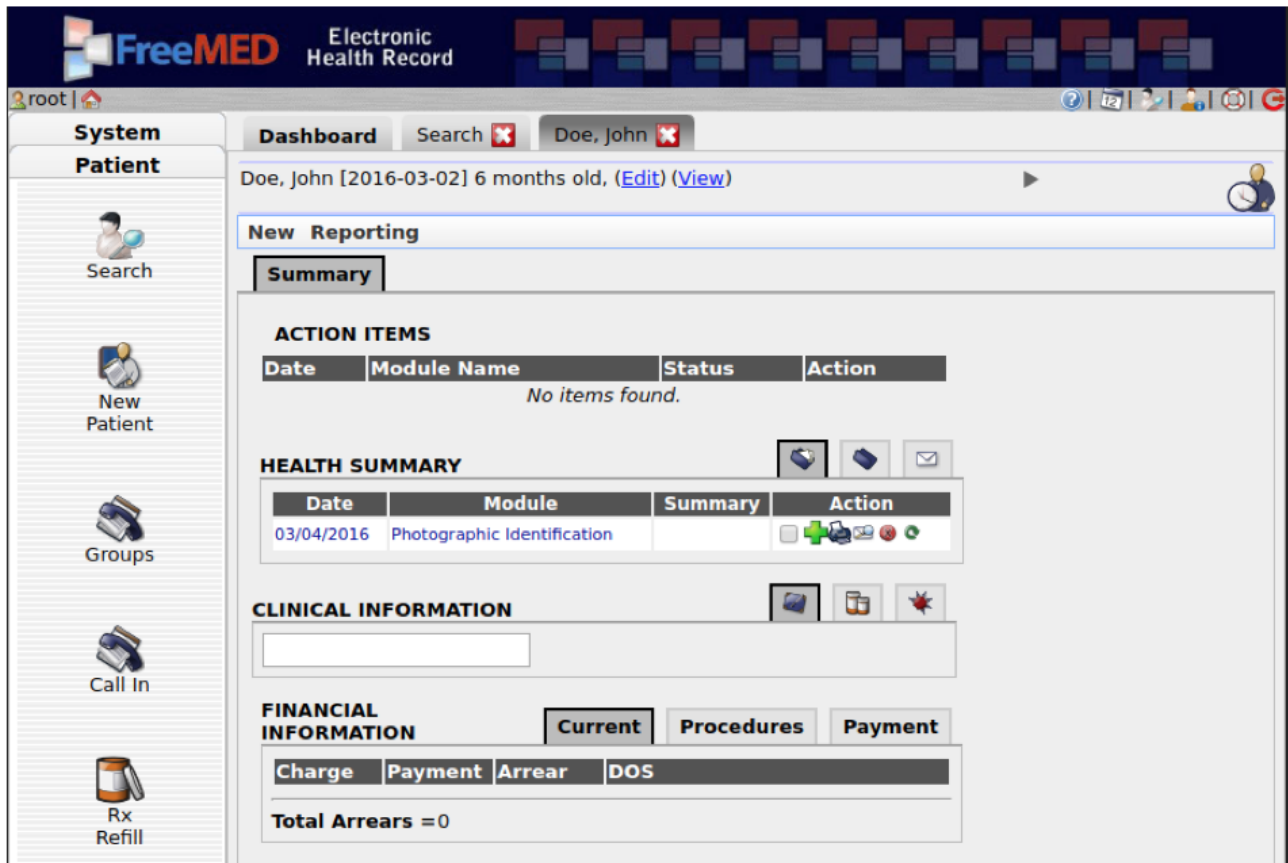 FreeMED Electronic
Health Record
root |
12
System
Patient
Search
New
Patient
Groups
Call In
Rx
Refill
Dashboard Search Doe, John
Doe, John [2016-03-02] 6 months old, (Edit) (View)
New Reporting
Summary
ACTION ITEMS
Date Module Name Status Action
No items found.
HEALTH SUMMARY
Date Module Summary Action
03/04/2016 Photographic Identification
CLINICAL INFORMATION
FINANCIAL
INFORMATION
Current Procedures Payment
Charge Payment Arrear DOS
Total Arrears =0